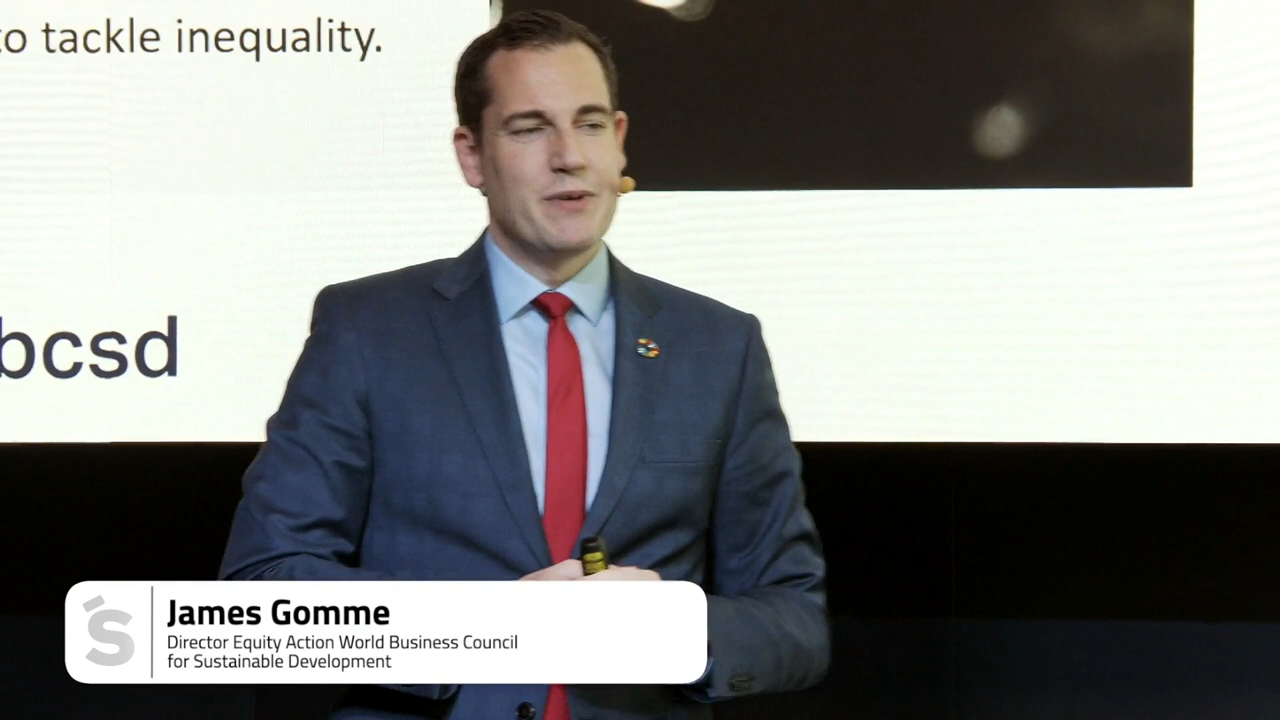 to tackle inequality.
bcsd
Ś
James Gomme
Director Equity Action World Business Council
for Sustainable Development